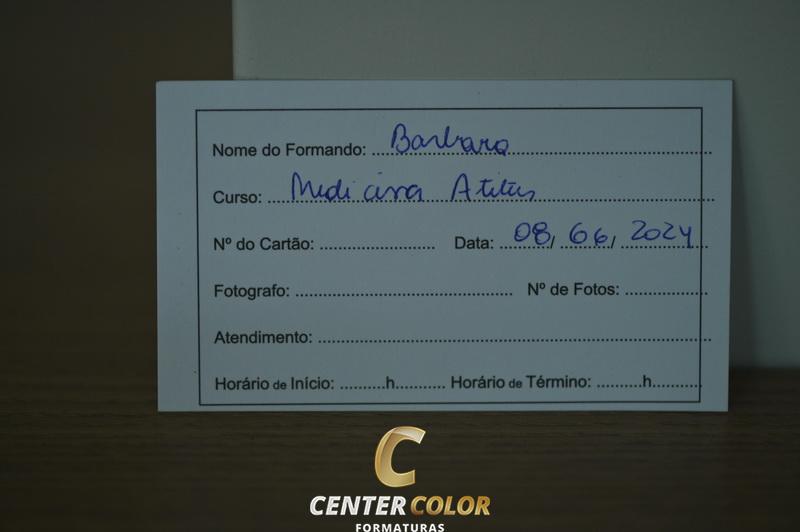 Nome do Formando: Barbara
Curso: Medicina Atitus
Nº do Cartão: Data: 08/ 06/ 2024
Fotografo: Nº de Fotos:
Atendimento:
Horário de Início: h Horário de Término: h
C
CENTER COLOR
FORMATURAS